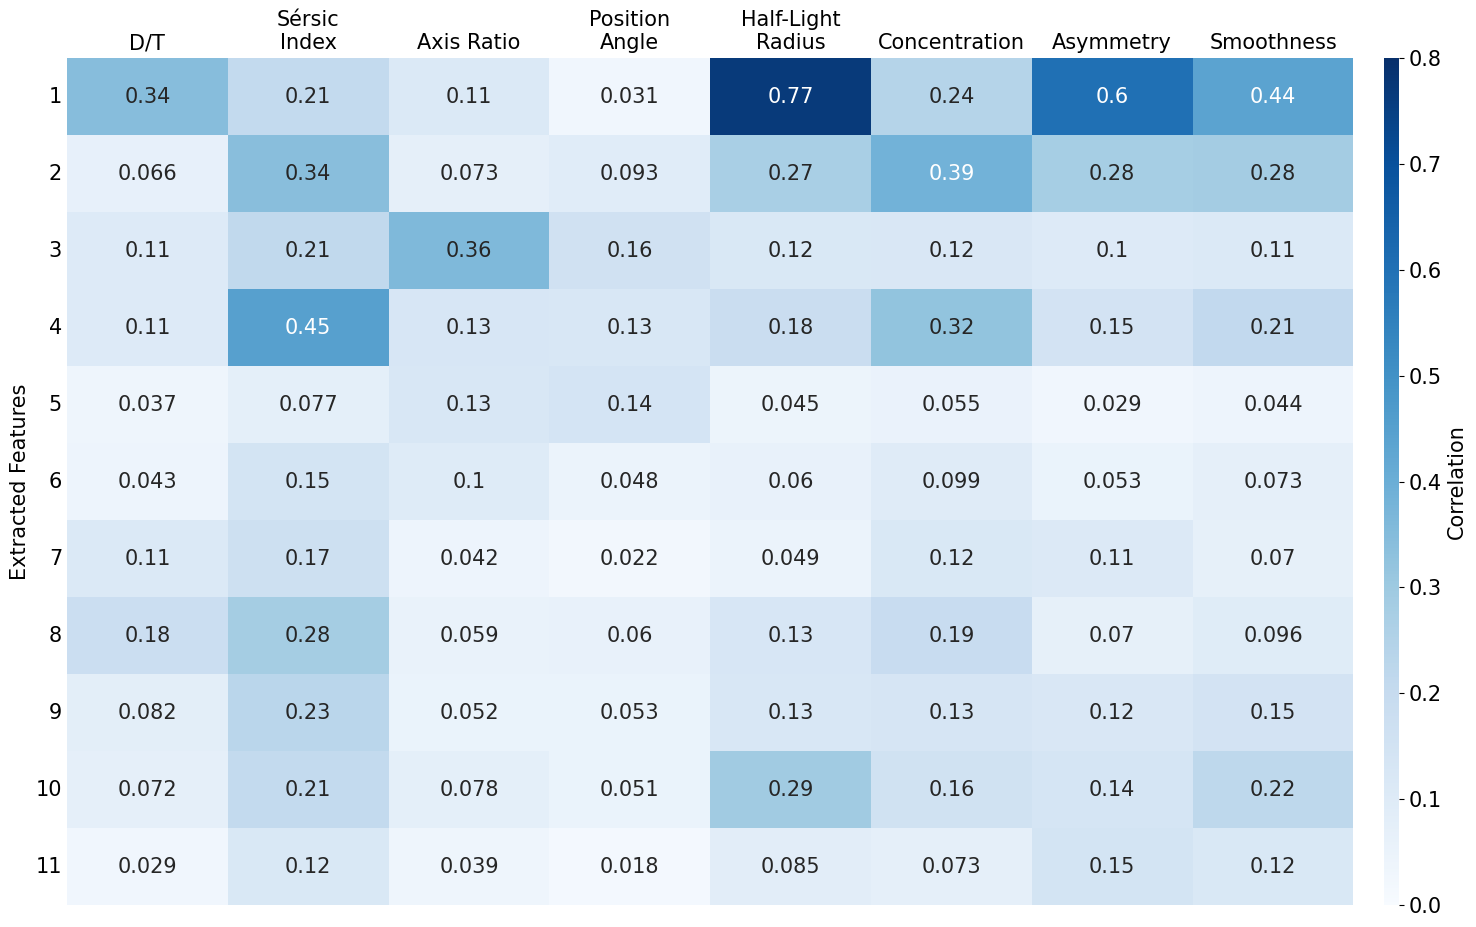 Sérsic
Position
Half-Light
D/T
Index
Axis Ratio
Angle
Radius
Concentration
Asymmetry
Smoothness
1 0.34 0.21 0.11 0.031 0.77 0.24 0.6 0.44
2 0.066 0.34 0.073 0.093 0.27 0.39 0.28 0.28
3 0.11 0.21 0.36 0.16 0.12 0.12 0.1 0.11
4 0.11 0.45 0.13 0.13 0.18 0.32 0.15 0.21
5 0.037 0.077 0.13 0.14 0.045 0.055 0.029 0.044
6 0.043 0.15 0.1 0.048 0.06 0.099 0.053 0.073
7 0.11 0.17 0.042 0.022 0.049 0.12 0.11 0.07
8 0.18 0.28 0.059 0.06 0.13 0.19 0.07 0.096
9 0.082 0.23 0.052 0.053 0.13 0.13 0.12 0.15
10 0.072 0.21 0.078 0.051 0.29 0.16 0.14 0.22
11 0.029 0.12 0.039 0.018 0.085 0.073 0.15 0.12
Extracted Features
0.8
0.7
0.6
0.5
0.4
0.3
0.2
0.1
0.0
Correlation